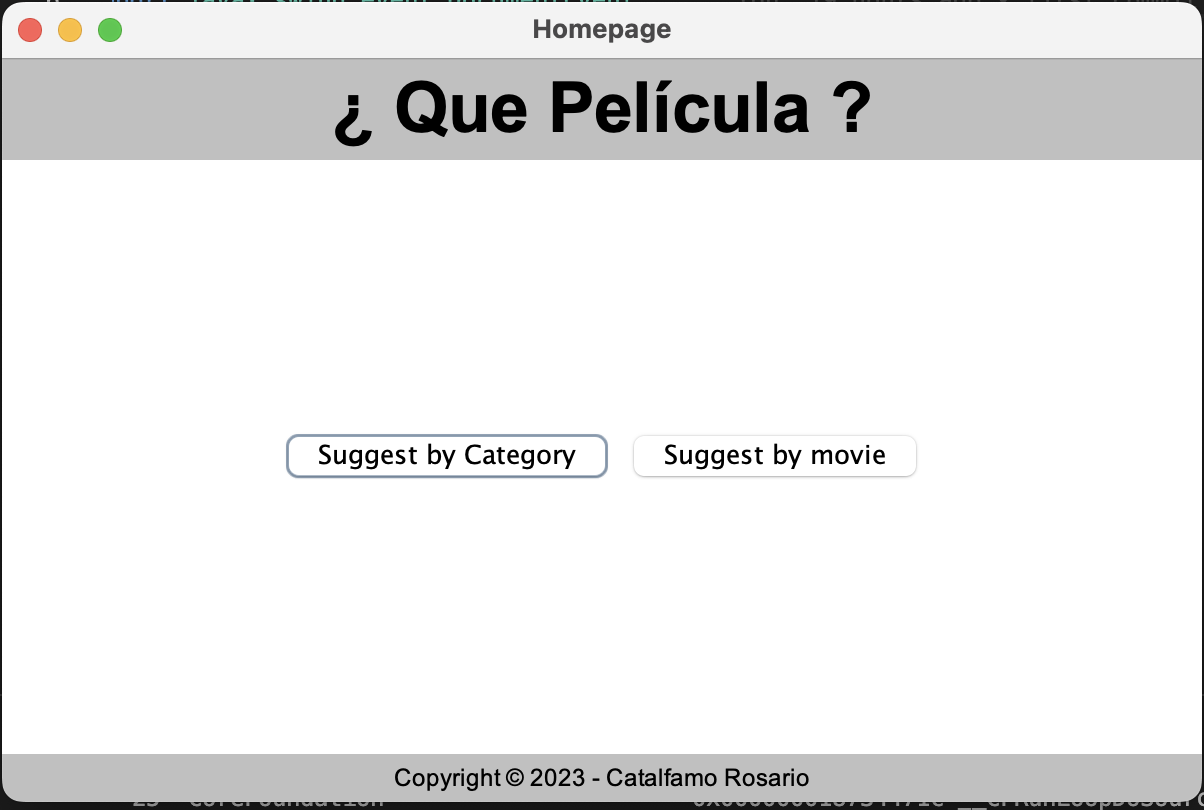 Homepage
¿ Que Película ?
Suggest by Category
Suggest by movie
Copyright © 2023 - Catalfamo Rosario